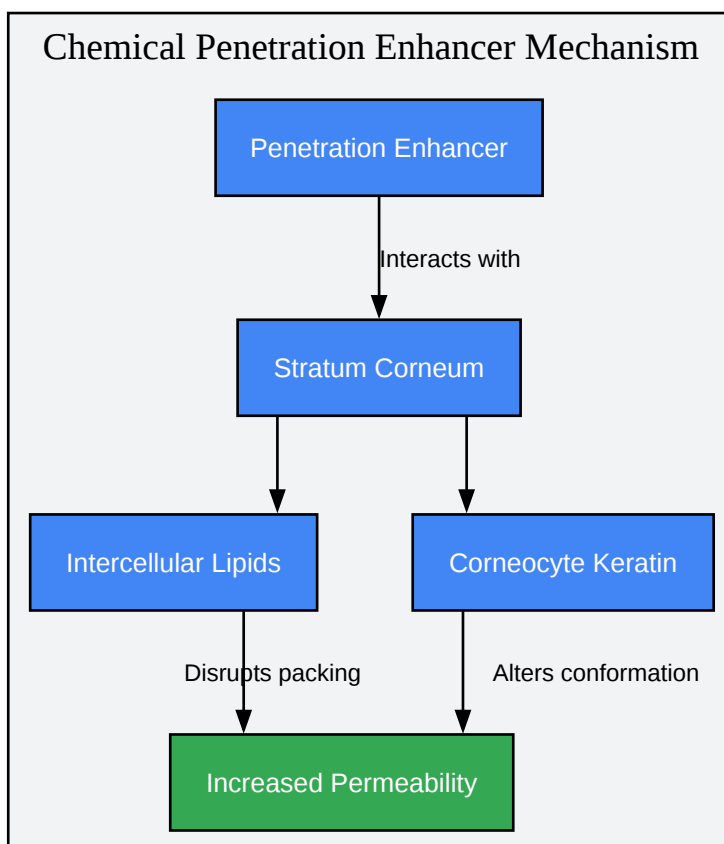 Chemical Penetration Enhancer Mechanism
Penetration Enhancer
Interacts with
Stratum Corneum
Intercellular Lipids
Corneocyte Keratin
Disrupts packing
Alters conformation
Increased Permeability